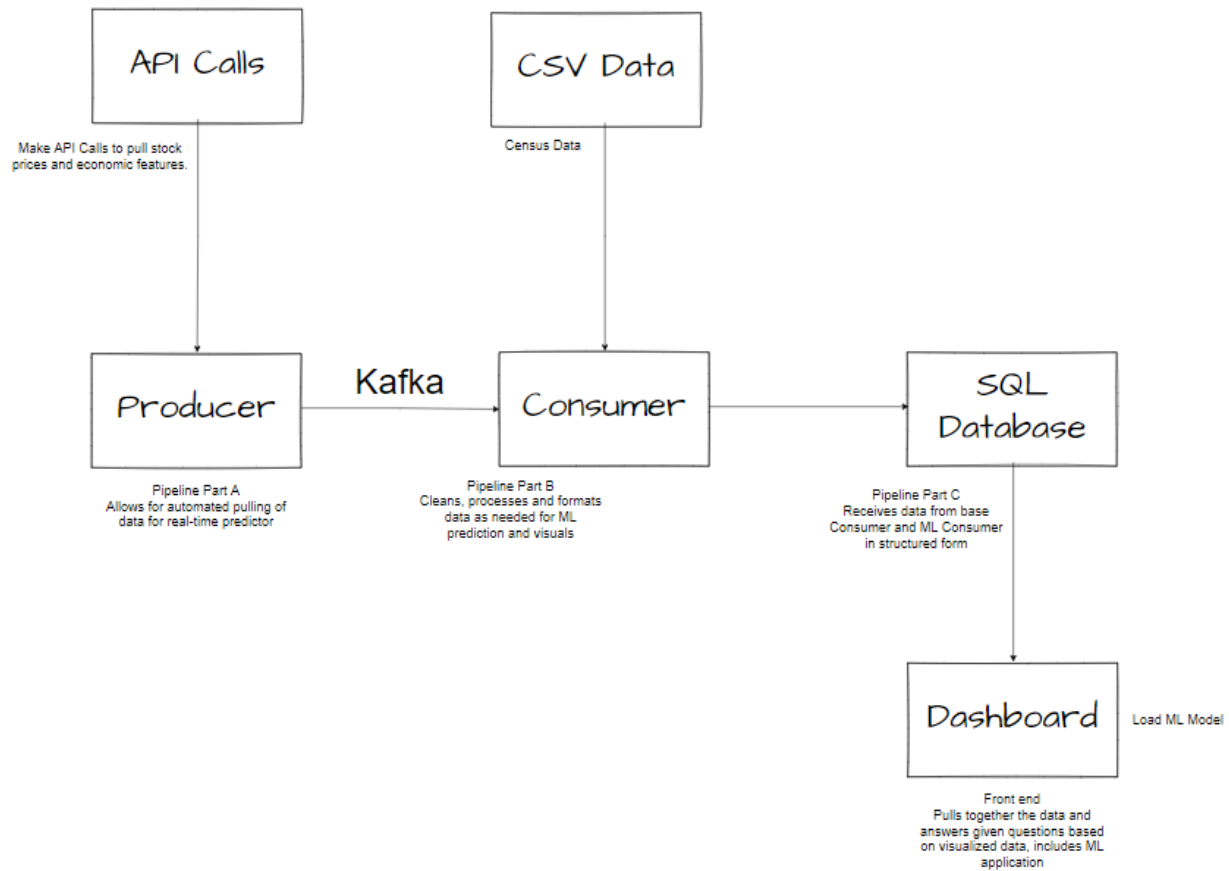 API Calls
CSV Data
Make API Calls to pull stock
prices and economic features.
Census Data
Producer
Kafka
Consumer
SQL
Database
Pipeline Part A
Allows for automated pulling of
data for real-time predictor
Pipeline Part B
Cleans, processes and formats
data as needed for ML
prediction and visuals
Pipeline Part C
Receives data from base
Consumer and ML Consumer
in structured form
Dashboard
Load ML Model
Front end
Pulls together the data and
answers given questions based
on visualized data, includes ML
application